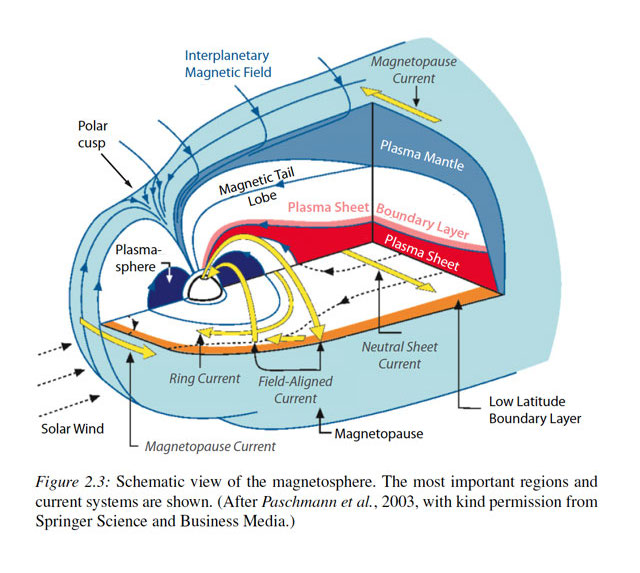 Interplanetary
Magnetic Field
Magnetopause
Current
Polar
cusp
Plasma Mantle
Magnetic Tail
Lobe
Plasma Sheet Boundary Layer
Plasma-
sphere
Plasma Sheet
Neutral Sheet
Current
Ring Current
Field-Aligned
Current
Low Latitude
Boundary Layer
Solar Wind
Magnetopause
Magnetopause Current
Figure 2.3: Schematic view of the magnetosphere. The most important regions and
current systems are shown. (After Paschmann et al., 2003, with kind permission from
Springer Science and Business Media.)